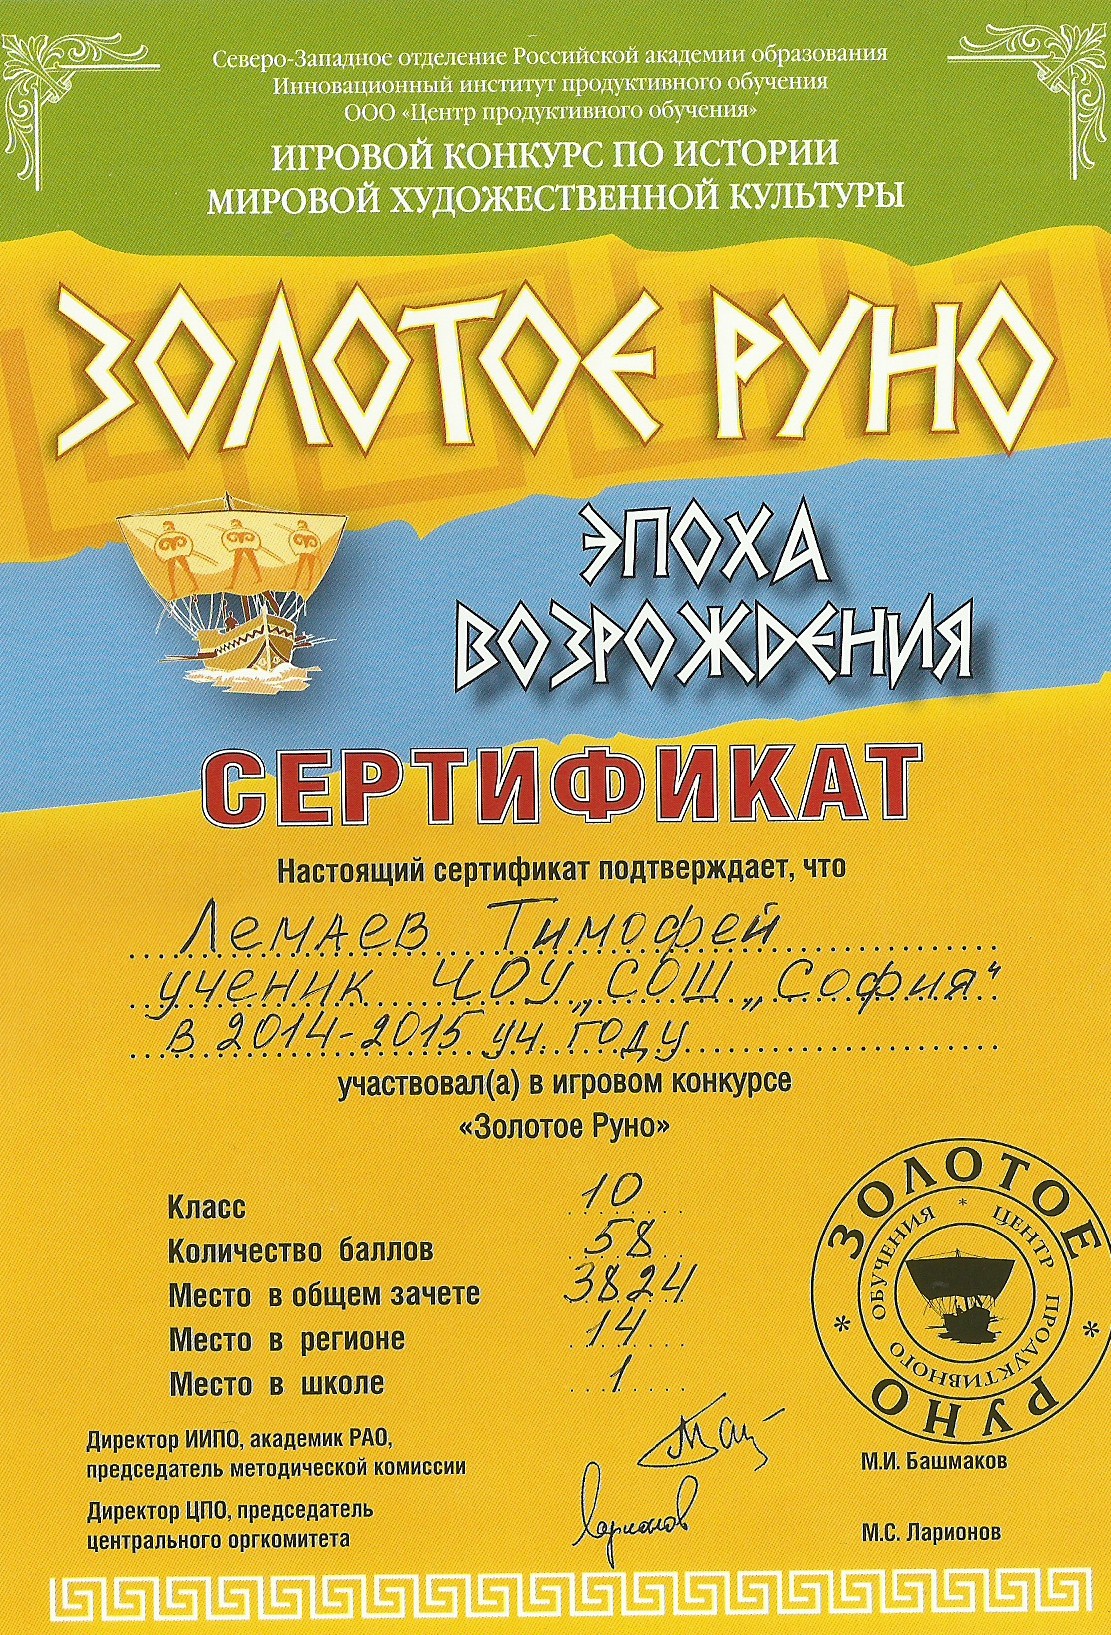 Северо-Западное отделение Российской академии образования
Инновационный институт продуктивного обучения
ООО «Центр продуктивного обучения»
ИГРОВОЙ КОНКУРС ПО ИСТОРИИ
МИРОВОЙ ХУДОЖЕСТВЕННОЙ КУЛЬТУРЫ
ЗОЛОТОЕ РУНО
ЭПОХА
ВОЗРОЖДЕНИЯ
СЕРТИФИКАТ
Настоящий сертификат подтверждает, что
Лемаев Тимофей
ученик ЧОУ „СОШ „София“
в 2014-2015 уч. году
участвовал(а) в игровом конкурсе
«Золотое Руно»
Класс 10
Количество баллов 58
Место в общем зачете 3824
Место в регионе 14
Место в школе 1
ЗОЛОТОЕ * РУНО *
* ЦЕНТР ПРОДУКТИВНОГО ОБУЧЕНИЯ
Директор ИИПО, академик РАО,
председатель методической комиссии
М.И. Башмаков
Директор ЦПО, председатель
центрального оргкомитета
Ларионов
М.С. Ларионов